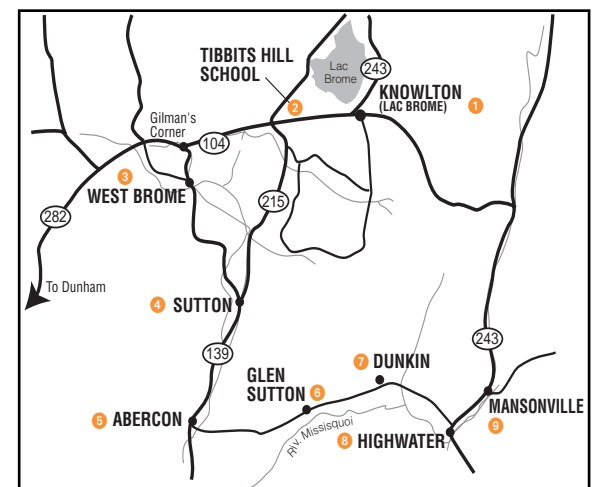 TIBBITS HILL
SCHOOL
2
Lac
Brome
243
KNOWLTON
(LAC BROME)
1
Gilman's
Corner
104
3
WEST BROME
282
215
To Dunham
4 SUTTON
139
243
7 DUNKIN
GLEN
SUTTON 6
5 ABERCON
MANSONVILLE
9
Riv. Missisquoi
8 HIGHWATER